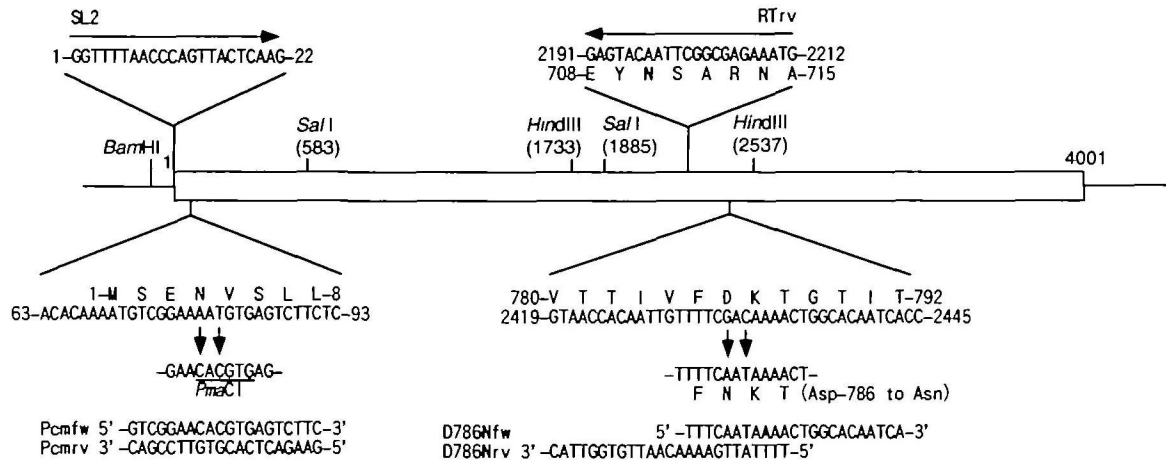 SL2
1-GGTTTTAACCCAGTTACTCAAG-22
RTrv
2191-GAGTACAATTCGGCGAGAAATG-2212
708-E Y N S A R N A-715
BamHI
1
Sal I
(583)
HindIII
(1733)
Sal I
(1885)
HindIII
(2537)
4001
1-M S E N V S L L-8
63-ACACAAAATGTCGGAAAATGTGAGTCTTCTC-93
-GAACACGTGAG-
PmaCI
Pcmfw 5'-GTCGGAACACGTGAGTCTTC-3'
Pcmrv 3'-CAGCCTTGTGCACTCAGAAG-5'
780-V T T I V F D K T G T I T-792
2419-GTAACCACAATTGTTTTCGACAAAACTGGCACAATCACC-2445
-TTTTCAATAAAACT-
F N K T (Asp-786 to Asn)
D786Nfw 5'-TTTCAATAAAACTGGCACAATCA-3'
D786Nrv 3'-CATTGGTGTTAACAAAAGTTATTTT-5'